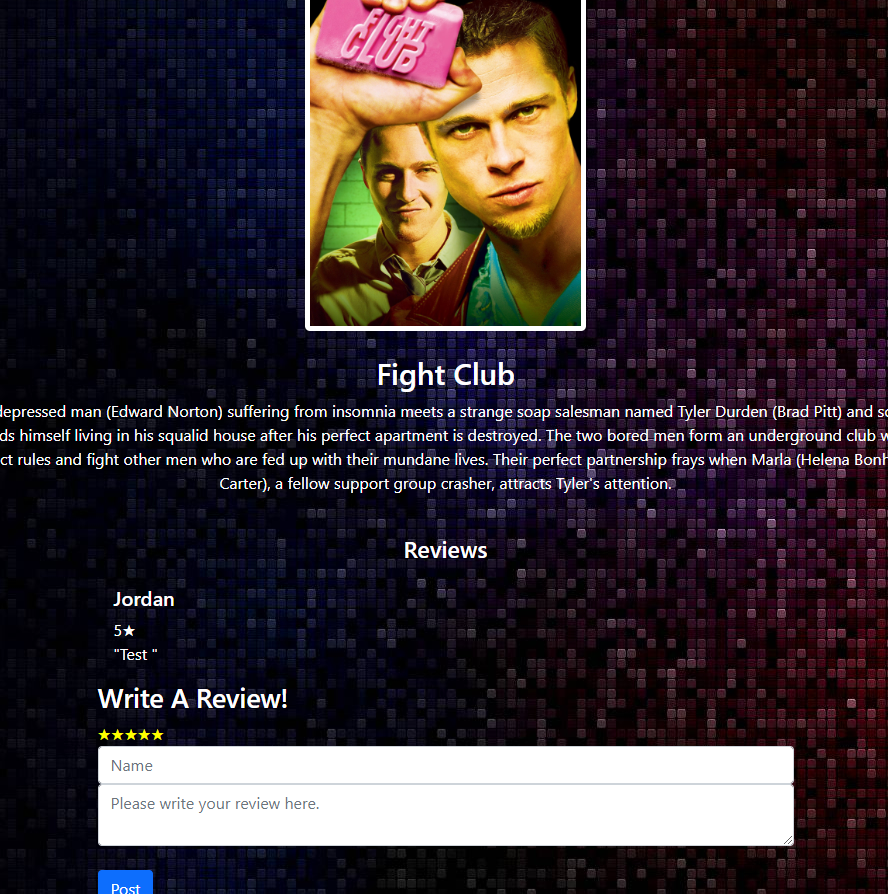 FIGHT
CLUB
Fight Club
depressed man (Edward Norton) suffering from insomnia meets a strange soap salesman named Tyler Durden (Brad Pitt) and
himself living in his squalid house after his perfect apartment is destroyed. The two bored men form an underground club
rules and fight other men who are fed up with their mundane lives. Their perfect partnership frays when Marla (Helena
Carter), a fellow support group crasher, attracts Tyler's attention.
Reviews
Jordan
5★
"Test "
Write A Review!
★★★★★
Name
Please write your review here.
Post